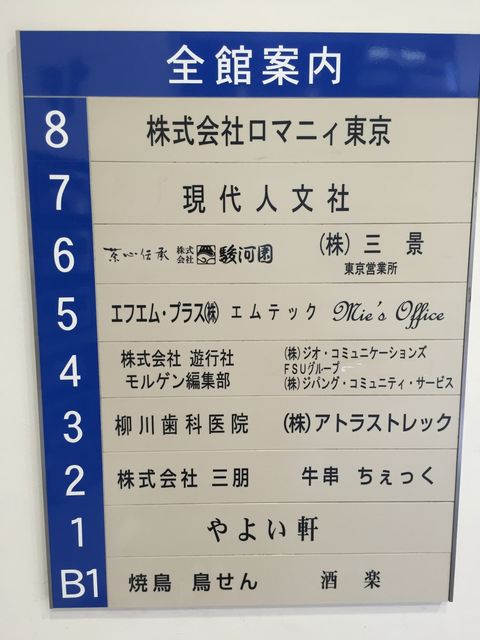 全館案内
8 株式会社ロマニィ東京
7 現代人文社
6 茶心伝承 株式会社 駿河園 (株)三景
東京営業所
5 エフエム・プラス㈱ エムテック Mie's Office
4 株式会社 遊行社 (株)ジオ・コミュニケーションズ
モルゲン編集部 FSUグループ
(株)ジパング・コミュニティ・サービス
3 柳川歯科医院 (株)アトラストレック
2 株式会社 三朋 牛串 ちぇっく
1 やよい軒
B1 焼鳥 鳥せん 酒楽